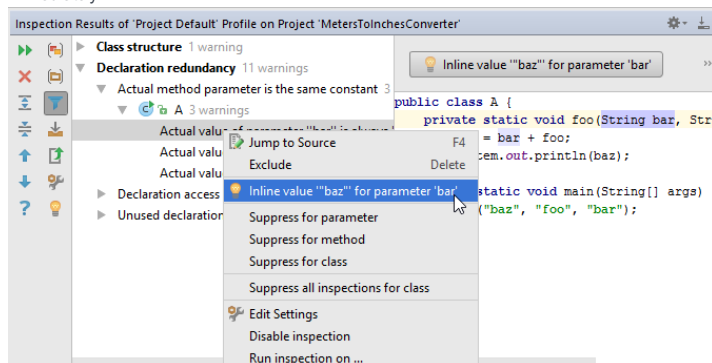 Inspection Results of 'Project Default' Profile on Project 'MetersToInchesConverter'
Class structure 1 warning
Declaration redundancy 11 warnings
Actual method parameter is the same constant 3
A 3 warnings
Actual value of parameter ''bar'' is always
Actual valu
Actual valu
Declaration access
Unused declaration
Jump to Source F4
Exclude Delete
Inline value '"baz"' for parameter 'bar'
Suppress for parameter
Suppress for method
Suppress for class
Suppress all inspections for class
Edit Settings
Disable inspection
Run inspection on ...
Inline value '"baz"' for parameter 'bar'
public class A {
private static void foo(String bar, Str
= bar + foo;
tem.out.println(baz);
static void main(String[] args)
("baz", "foo", "bar");